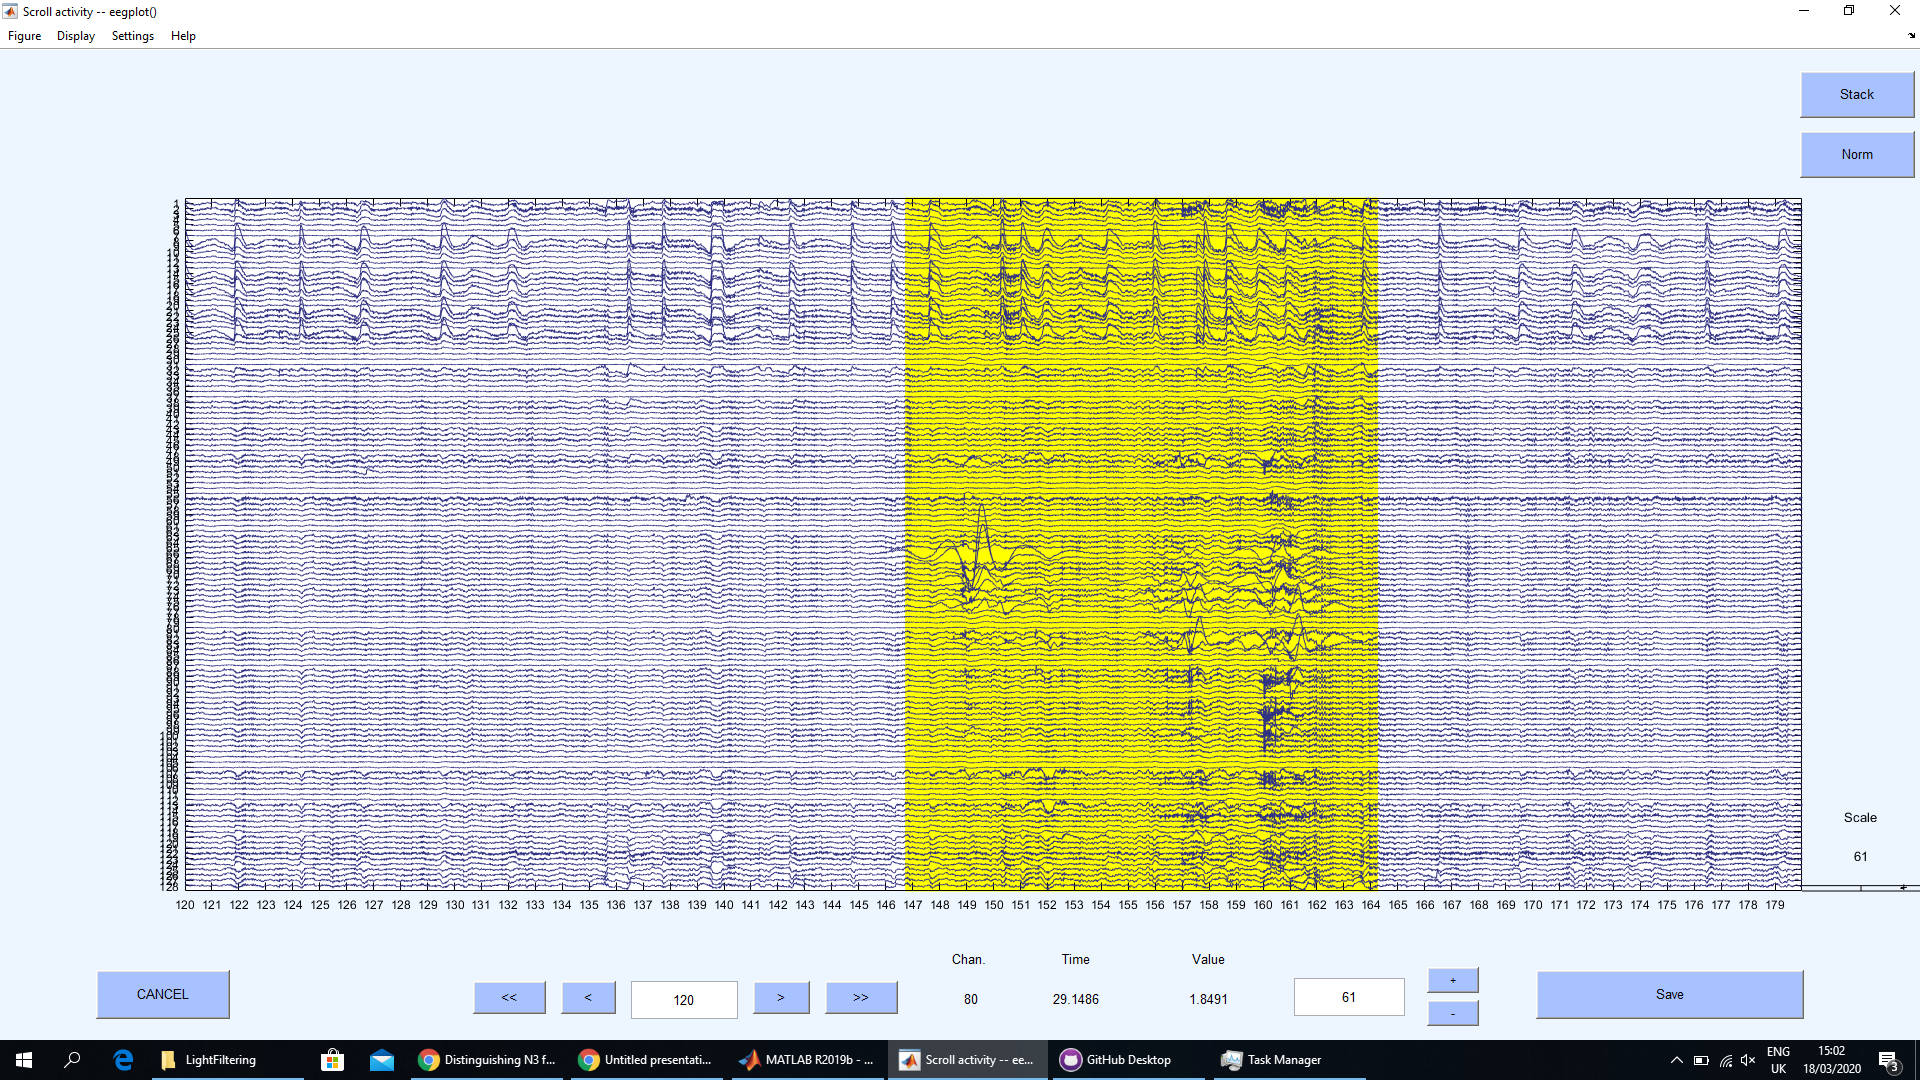 Scroll activity -- eegplot()
Figure Display Settings Help
Stack
Norm
120 121 122 123 124 125 126 127 128 129 130 131 132 133 134 135 136 137 138 139 140 141 142 143 144 145 146 147 148 149 150 151 152 153 154 155 156 157 158 159 160 161 162 163 164 165 166 167 168 169 170 171 172 173 174 175 176 177 178 179
Scale
61
Chan. Time Value
CANCEL << < 120 > >> 80 29.1486 1.8491 61 + - Save
LightFiltering Distinguishing N3 f... Untitled presentati... MATLAB R2019b - ... Scroll activity -- ee... GitHub Desktop Task Manager ENG 15:02
UK 18/03/2020 3